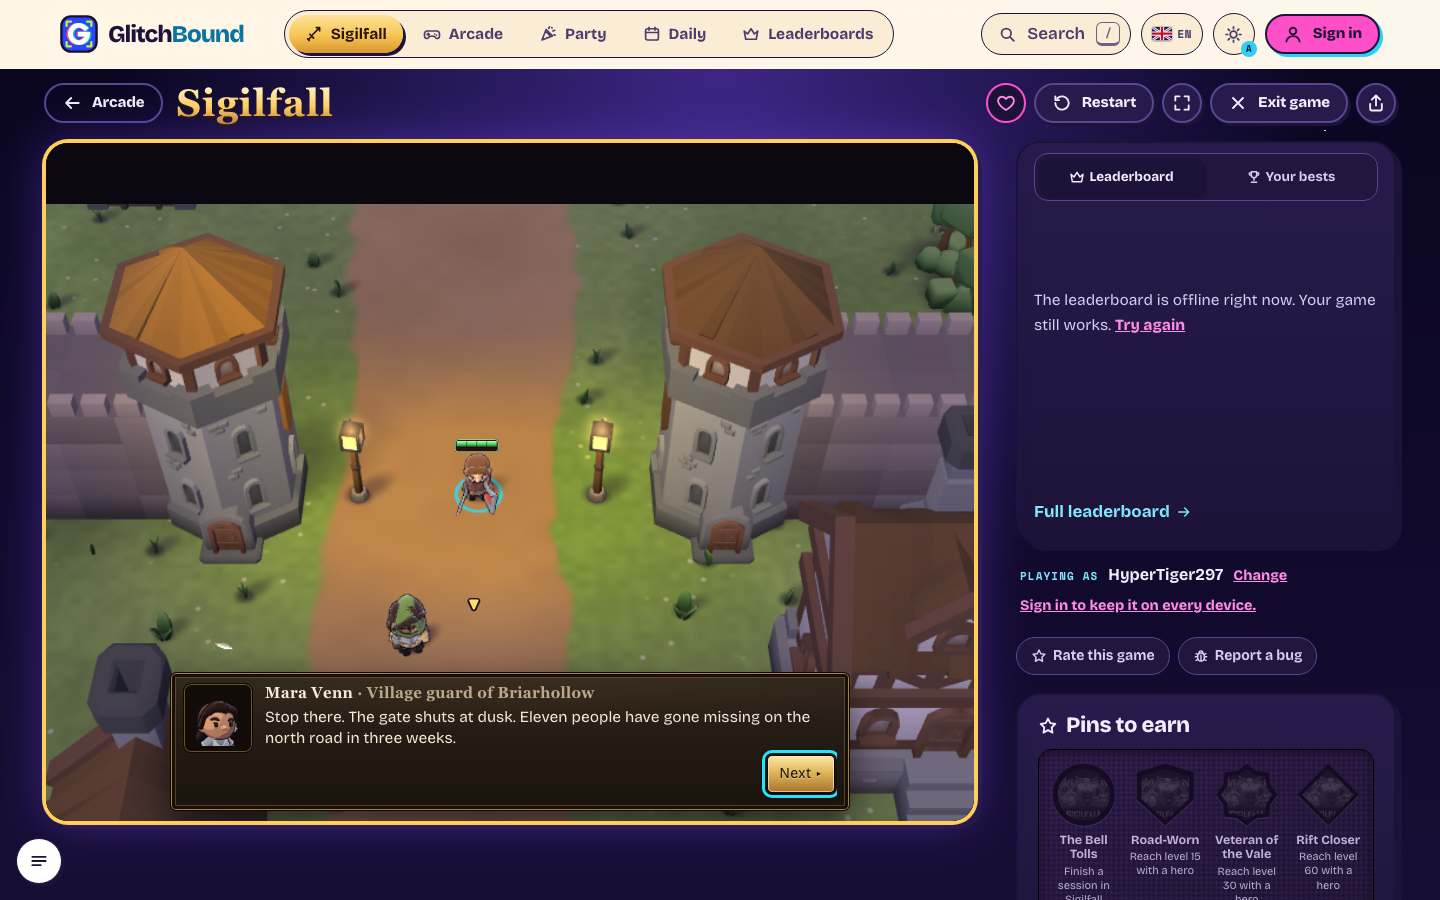 GlitchBound
Sigilfall
Arcade
Party
Daily
Leaderboards
Search /
EN
A
Sign in
Arcade
Sigilfall
Restart
Exit game
Leaderboard
Your bests
The leaderboard is offline right now. Your game
still works. Try again
Full leaderboard →
PLAYING AS HyperTiger297 Change
Sign in to keep it on every device.
Rate this game
Report a bug
Mara Venn · Village guard of Briarhollow
Stop there. The gate shuts at dusk. Eleven people have gone missing on the
north road in three weeks.
Next ▸
Pins to earn
The Bell
Tolls
Finish a
session in
Sigilfall
Road-Worn
Reach level 15
with a hero
Veteran of
the Vale
Reach level
30 with a
hero
Rift Closer
Reach level
60 with a
hero